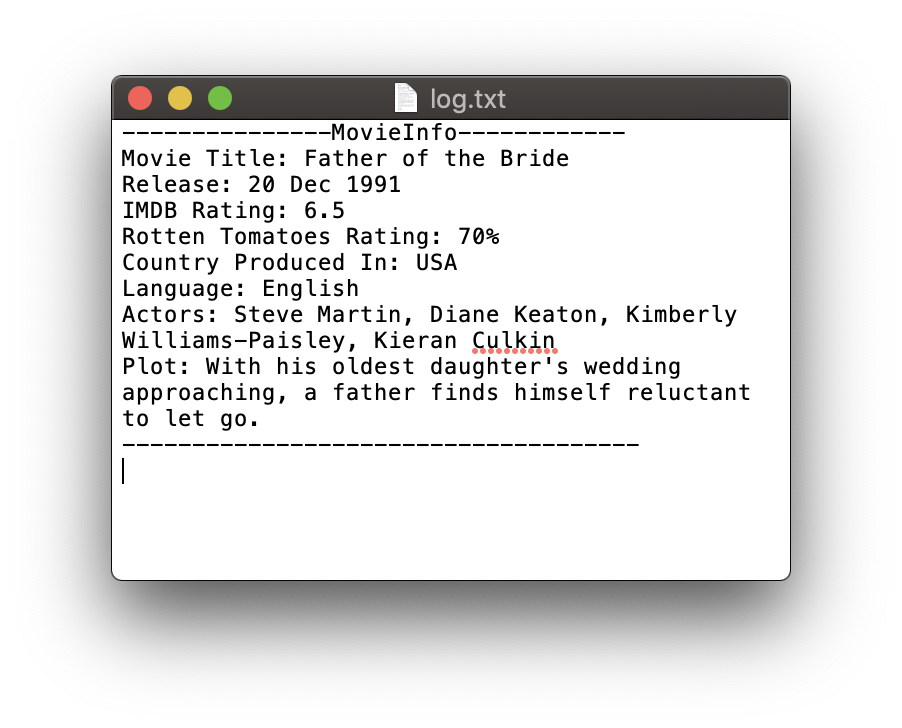 log.txt
---------------MovieInfo------------
Movie Title: Father of the Bride
Release: 20 Dec 1991
IMDB Rating: 6.5
Rotten Tomatoes Rating: 70%
Country Produced In: USA
Language: English
Actors: Steve Martin, Diane Keaton, Kimberly
Williams-Paisley, Kieran Culkin
Plot: With his oldest daughter's wedding
approaching, a father finds himself reluctant
to let go.
-------------------------------------